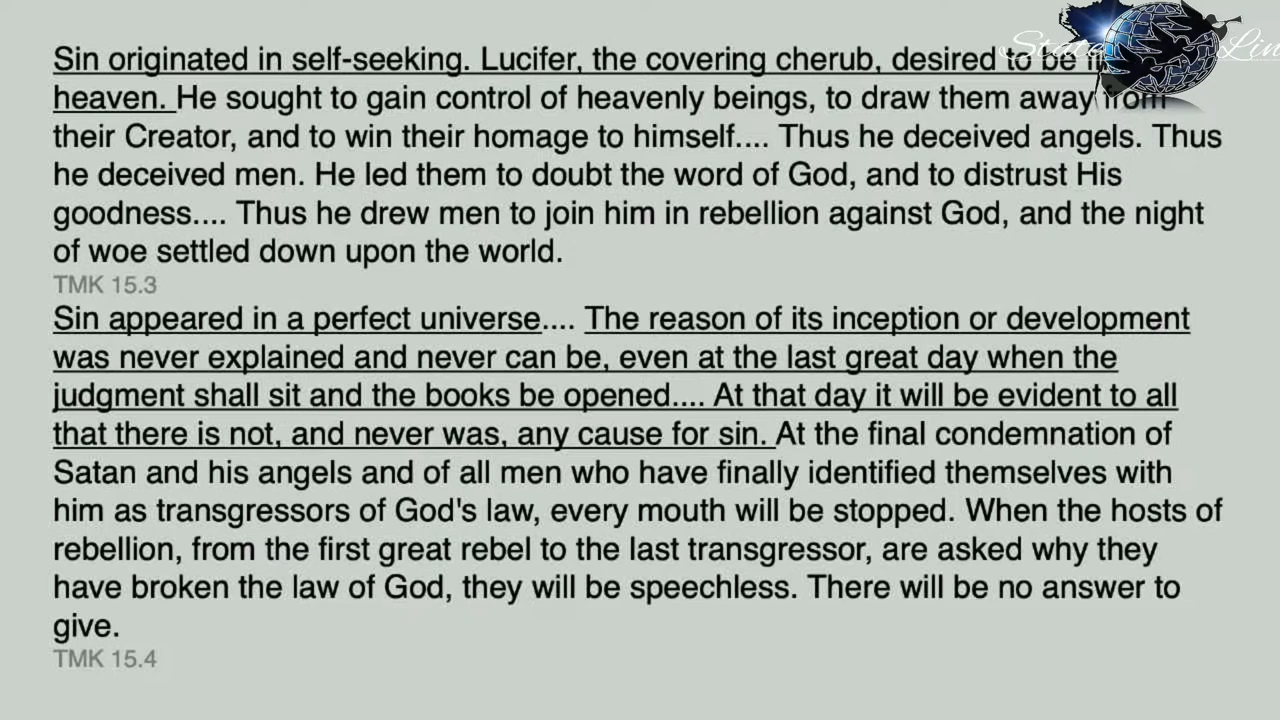 Sin originated in self-seeking. Lucifer, the covering cherub, desired to be
heaven. He sought to gain control of heavenly beings, to draw them away from
their Creator, and to win their homage to himself.... Thus he deceived angels. Thus
he deceived men. He led them to doubt the word of God, and to distrust His
goodness.... Thus he drew men to join him in rebellion against God, and the night
of woe settled down upon the world.
TMK 15.3
Sin appeared in a perfect universe.... The reason of its inception or development
was never explained and never can be, even at the last great day when the
judgment shall sit and the books be opened.... At that day it will be evident to all
that there is not, and never was, any cause for sin. At the final condemnation of
Satan and his angels and of all men who have finally identified themselves with
him as transgressors of God's law, every mouth will be stopped. When the hosts of
rebellion, from the first great rebel to the last transgressor, are asked why they
have broken the law of God, they will be speechless. There will be no answer to
give.
TMK 15.4